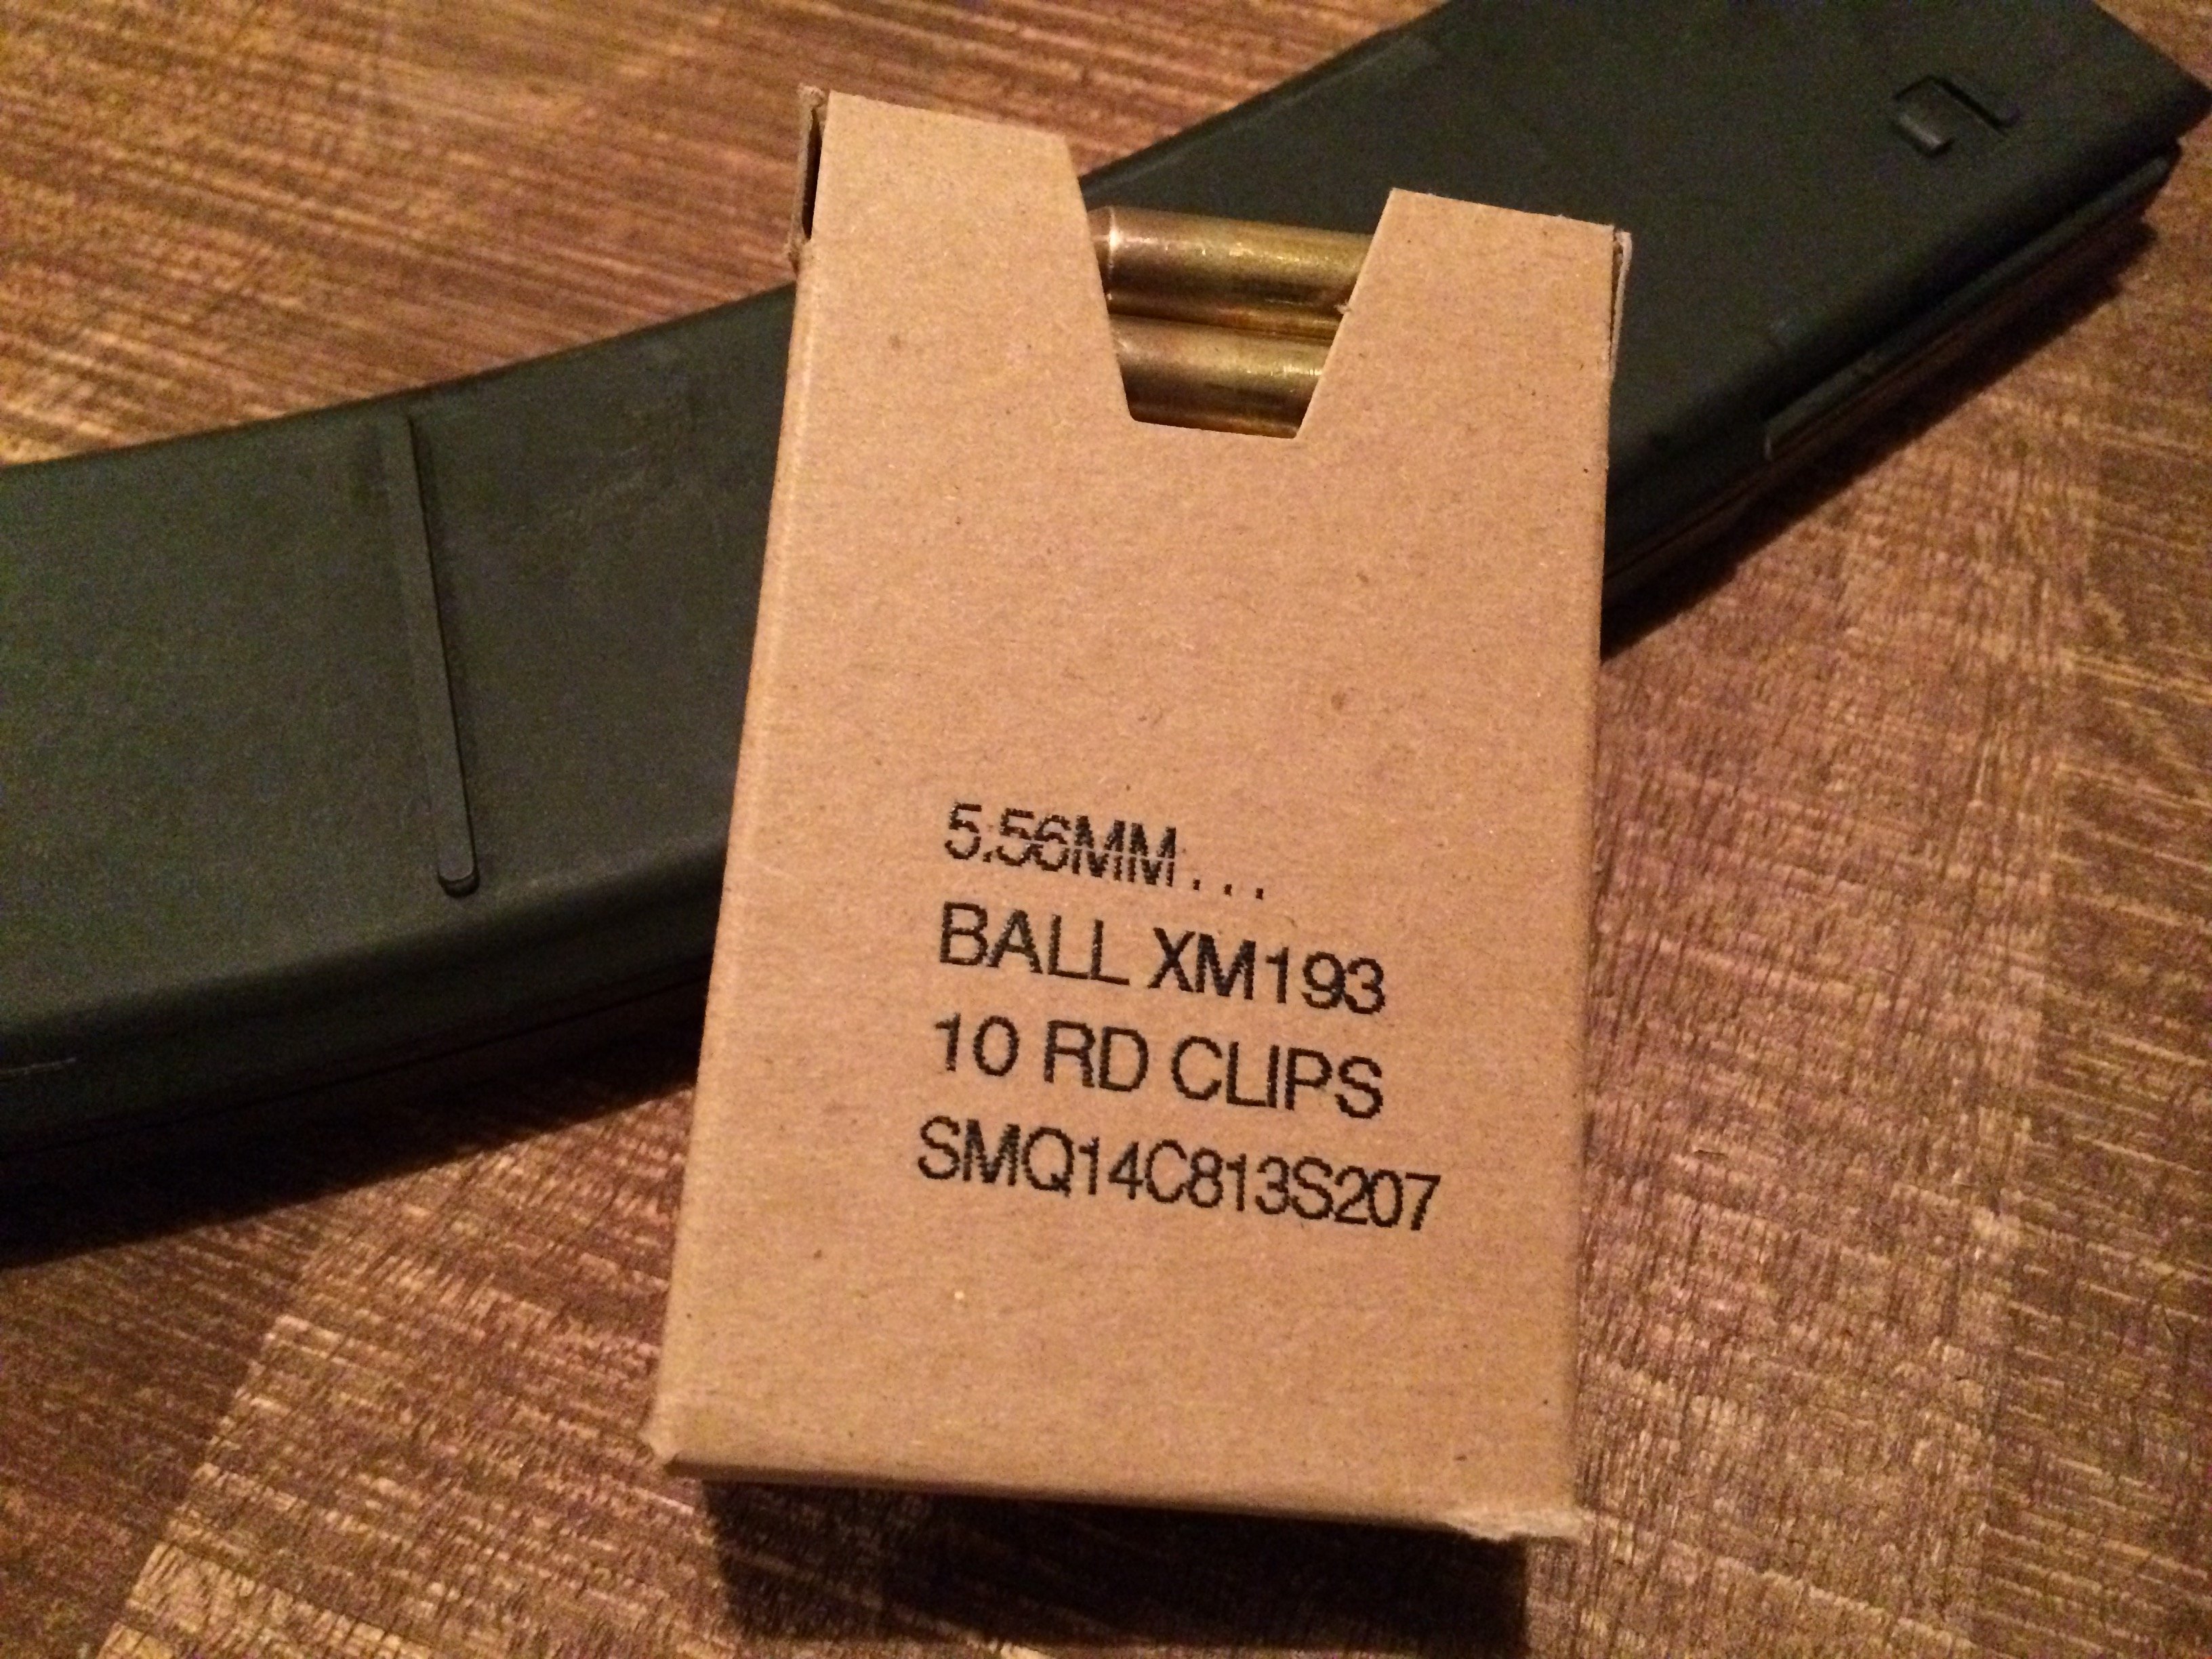 5.56MM...
BALL XM193
10 RD CLIPS
SMQ14C813S207